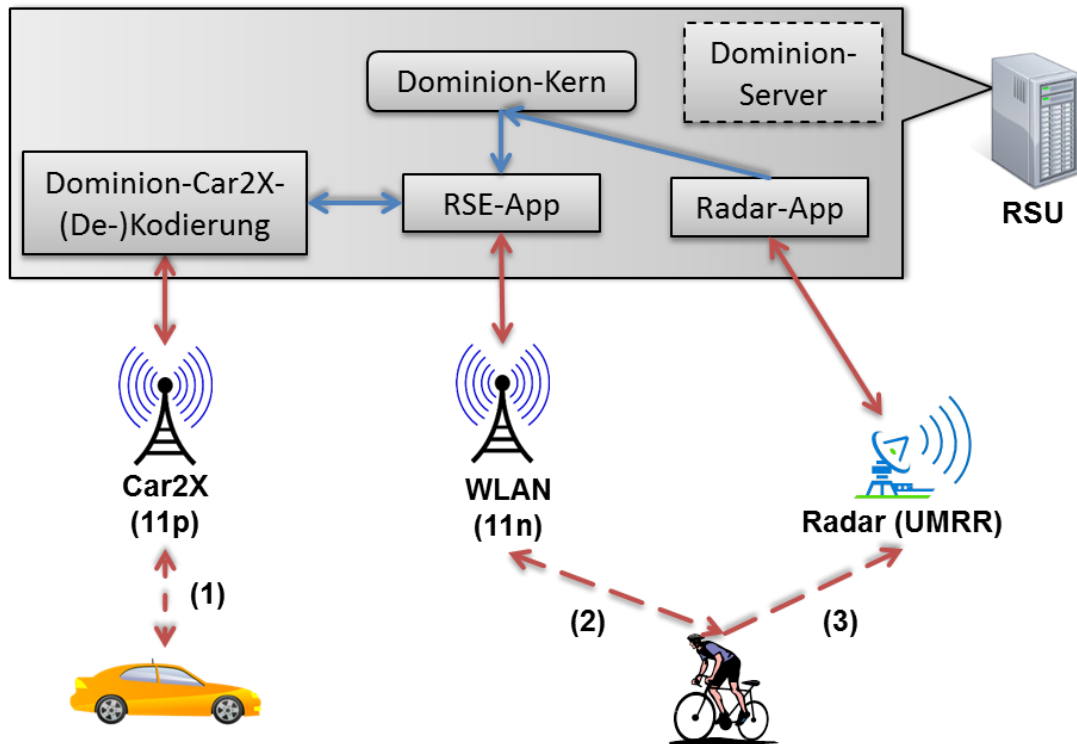 Dominion-Kern
Dominion-
Server
Dominion-Car2X-
(De-)Kodierung
RSE-App
Radar-App
RSU
Car2X
(11p)
WLAN
(11n)
Radar (UMRR)
(1)
(2)
(3)